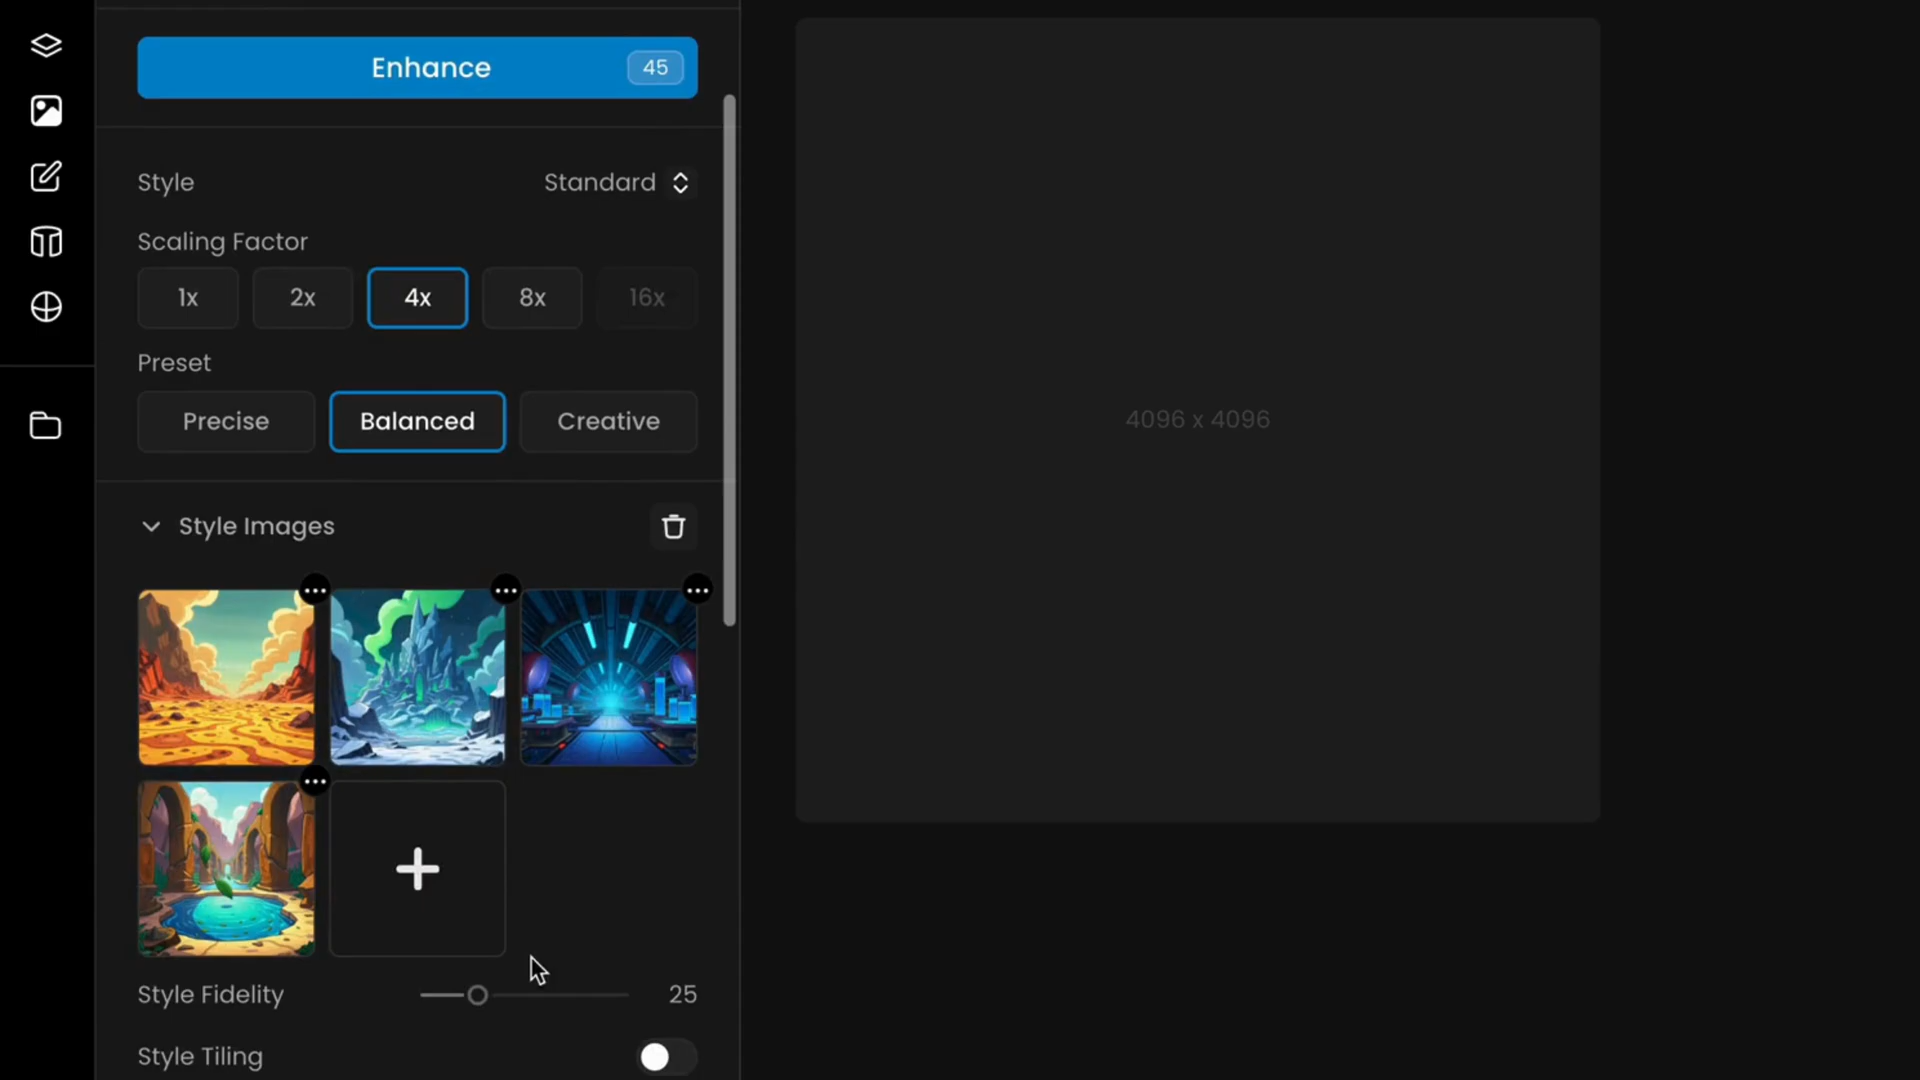 Enhance 45
Style Standard
Scaling Factor
1x 2x 4x 8x 16x
Preset
Precise Balanced Creative
4096 x 4096
Style Images
Style Fidelity 25
Style Tiling